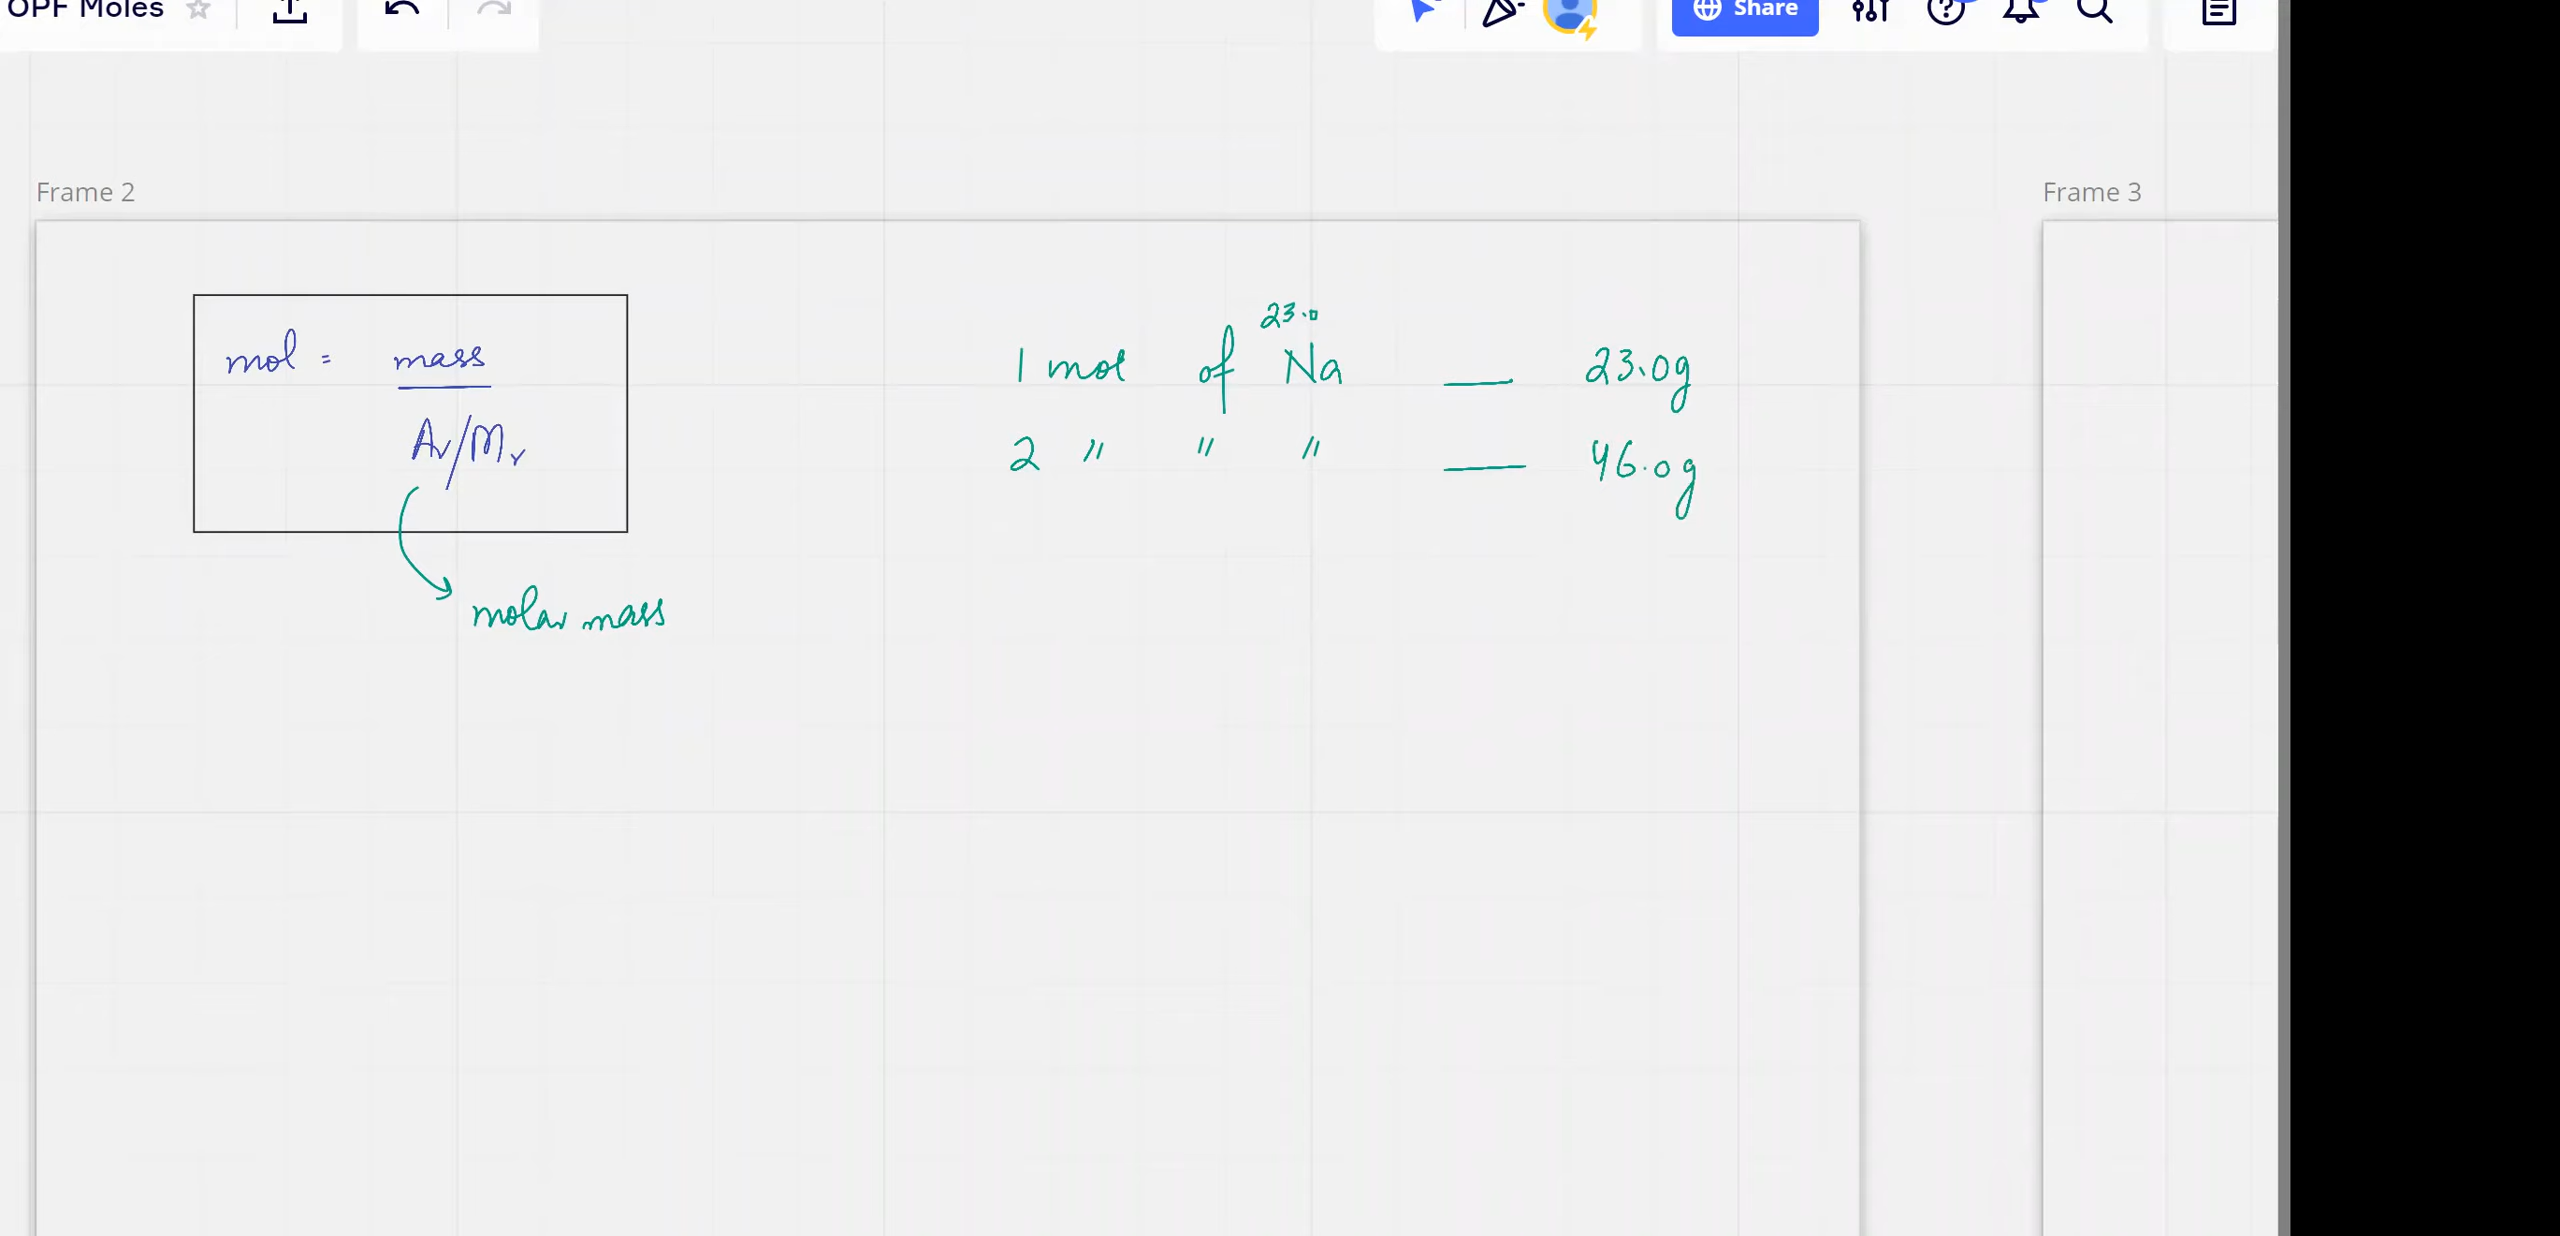 OPF Moles
Share
Frame 2
Frame 3
mol = mass
Ar/Mr
molar mass
23.0
1 mol of Na — 23.0g
2 " " " — 46.0g